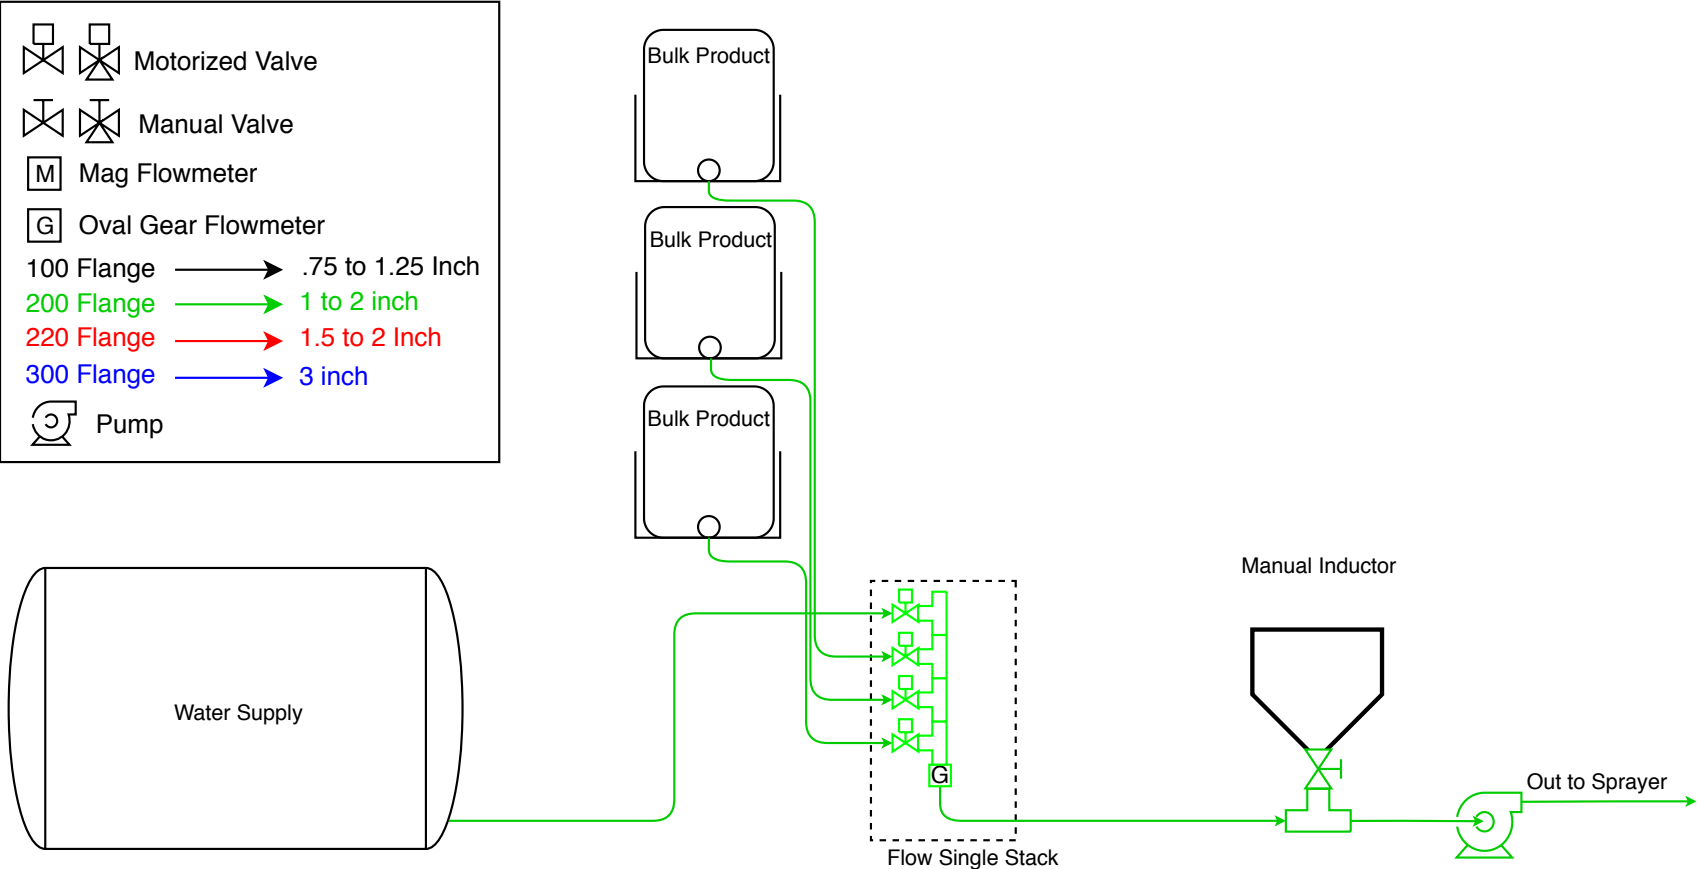 Motorized Valve
Manual Valve
M Mag Flowmeter
G Oval Gear Flowmeter
100 Flange .75 to 1.25 Inch
200 Flange 1 to 2 inch
220 Flange 1.5 to 2 Inch
300 Flange 3 inch
Pump
Bulk Product
Bulk Product
Bulk Product
Water Supply
G
Flow Single Stack
Manual Inductor
Out to Sprayer